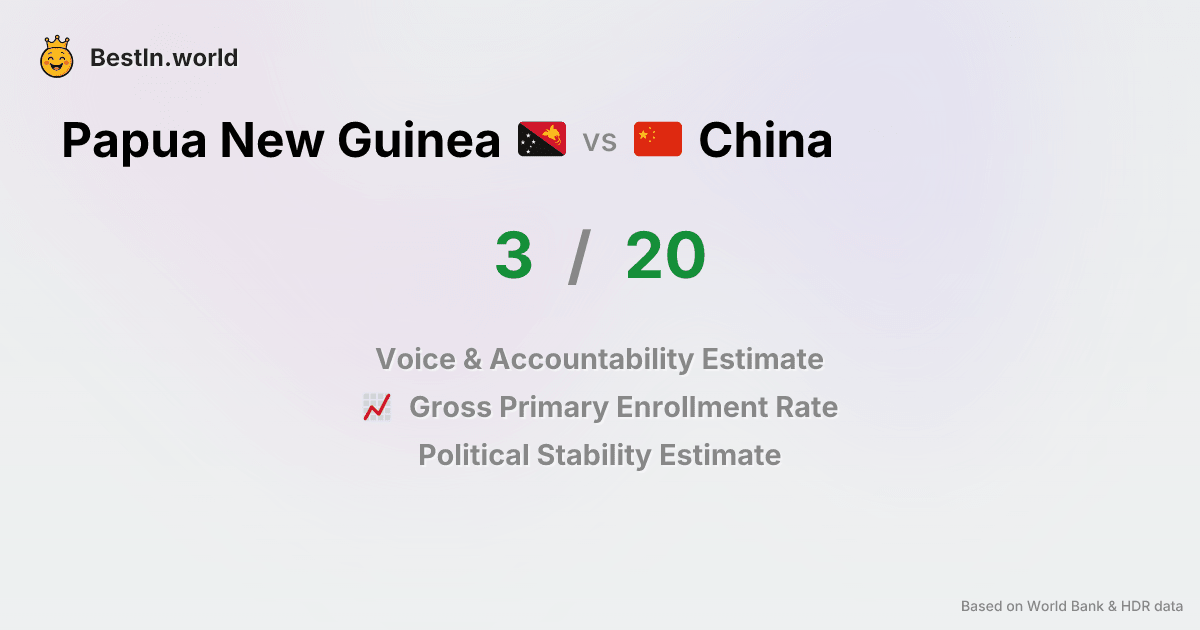 BestIn.world
Papua New Guinea vs China
3 / 20
Voice & Accountability Estimate
Gross Primary Enrollment Rate
Political Stability Estimate
Based on World Bank & HDR data